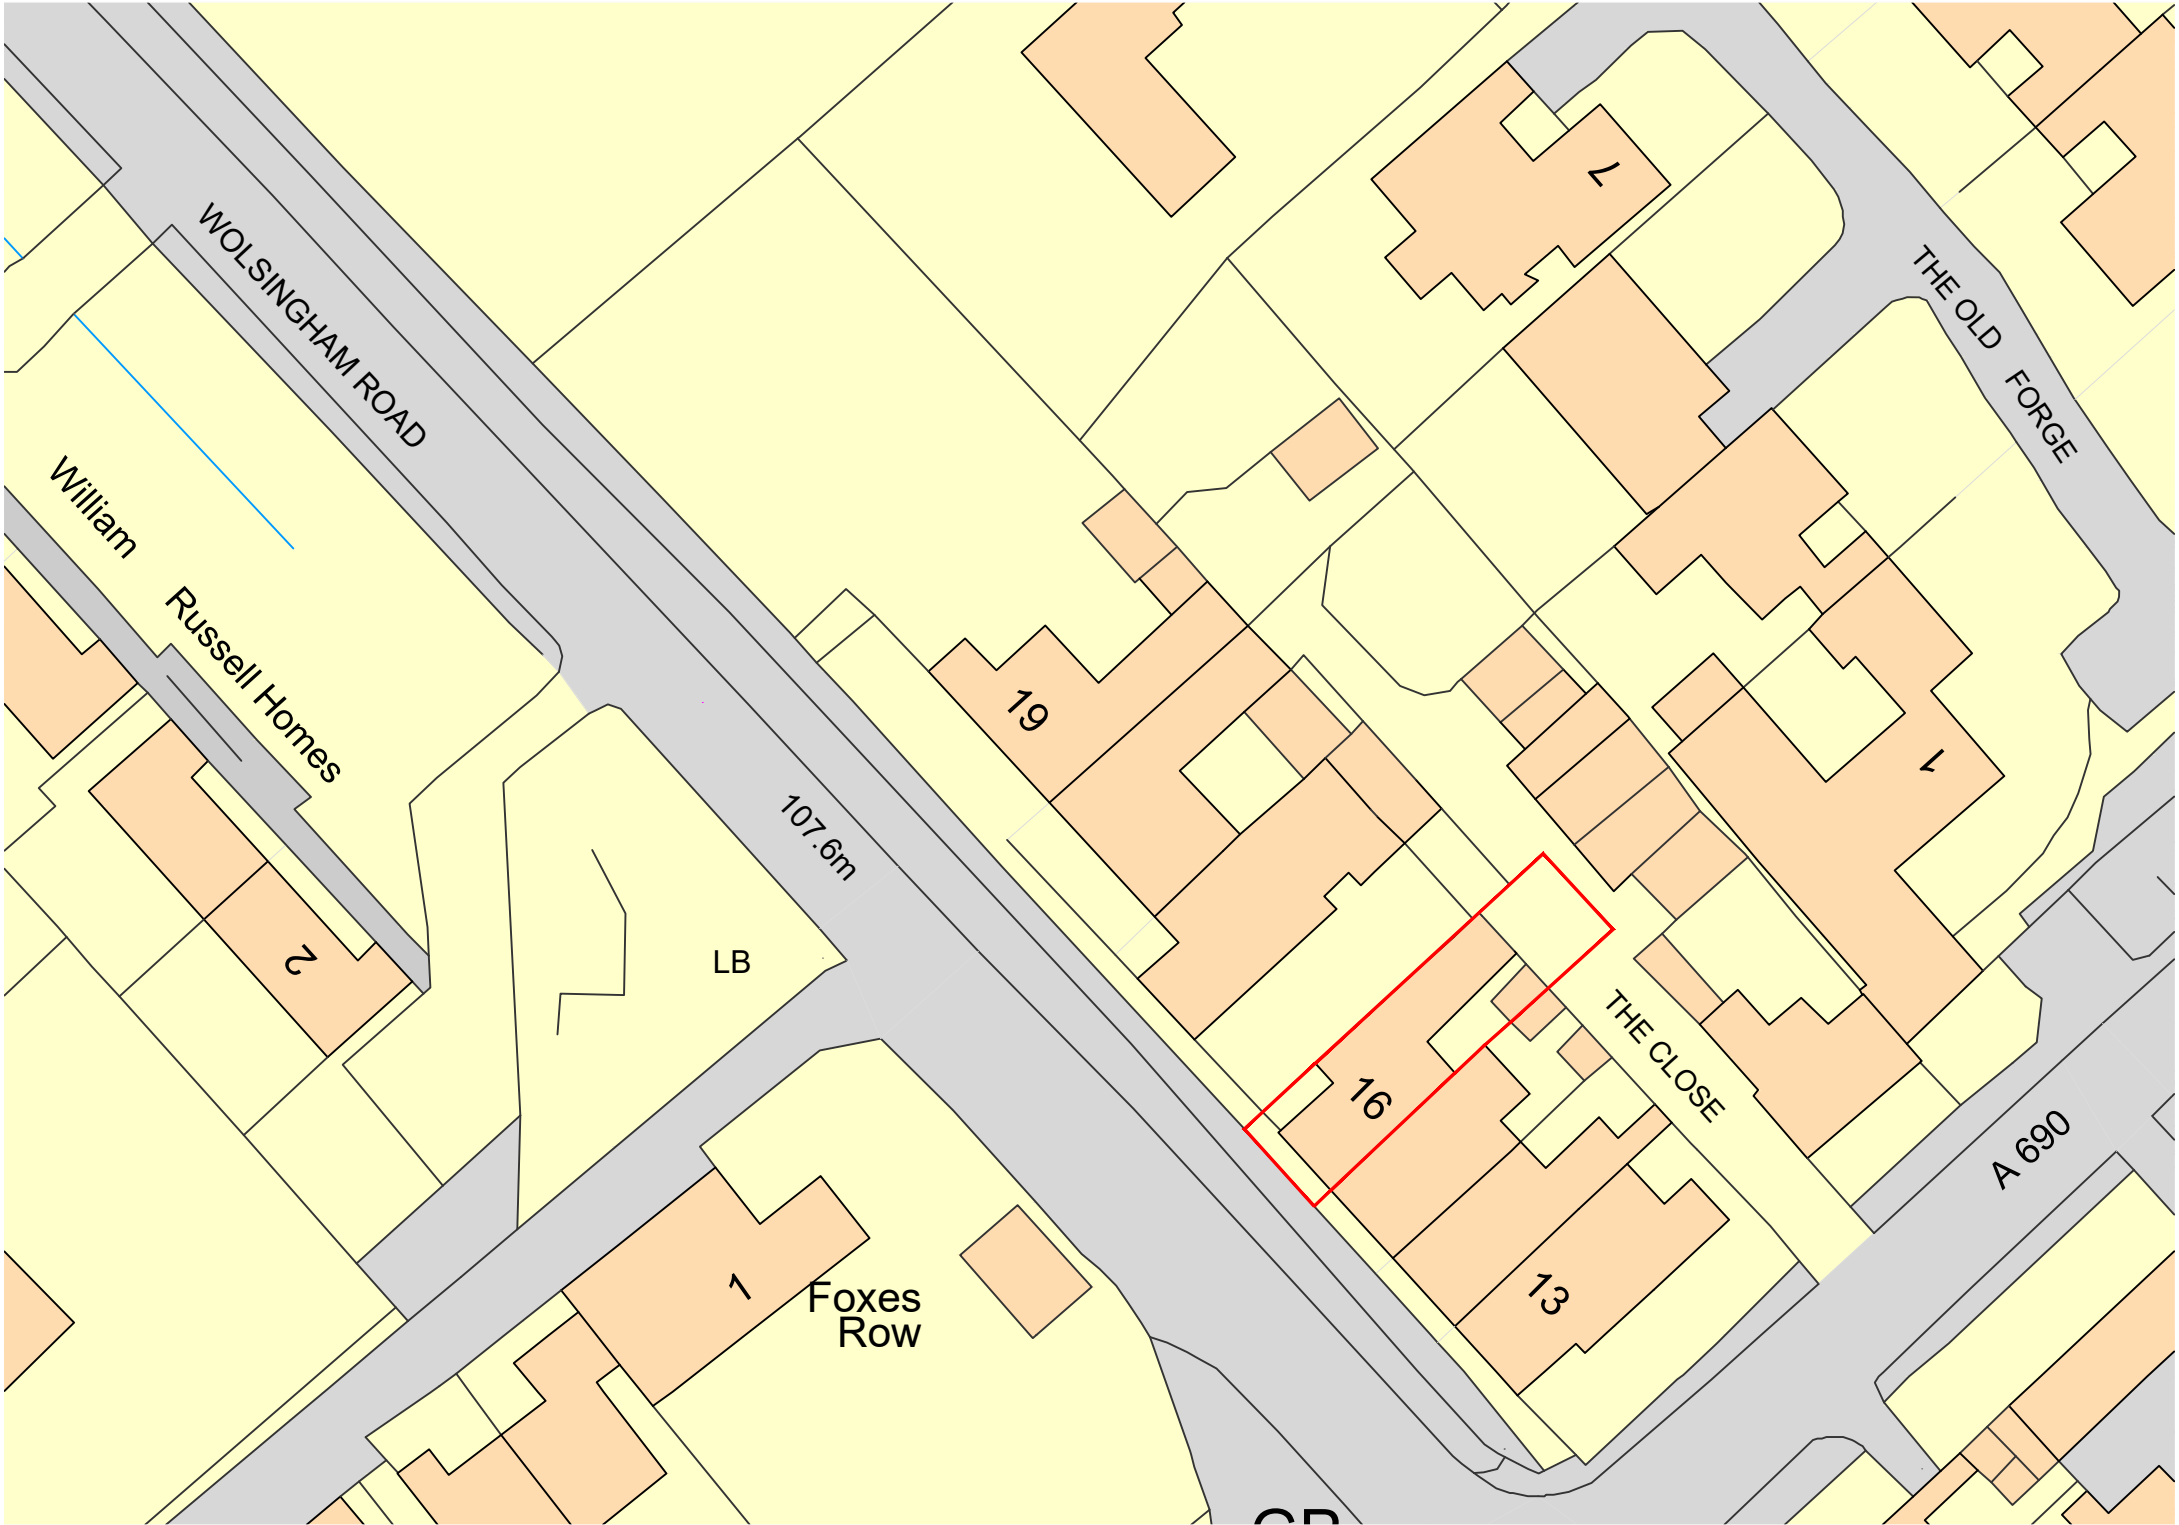 7
WOLSINGHAM ROAD
THE OLD
FORGE
William
Russell Homes
19
1
107.6m
2
LB
16
THE CLOSE
A 690
1
Foxes
Row
13